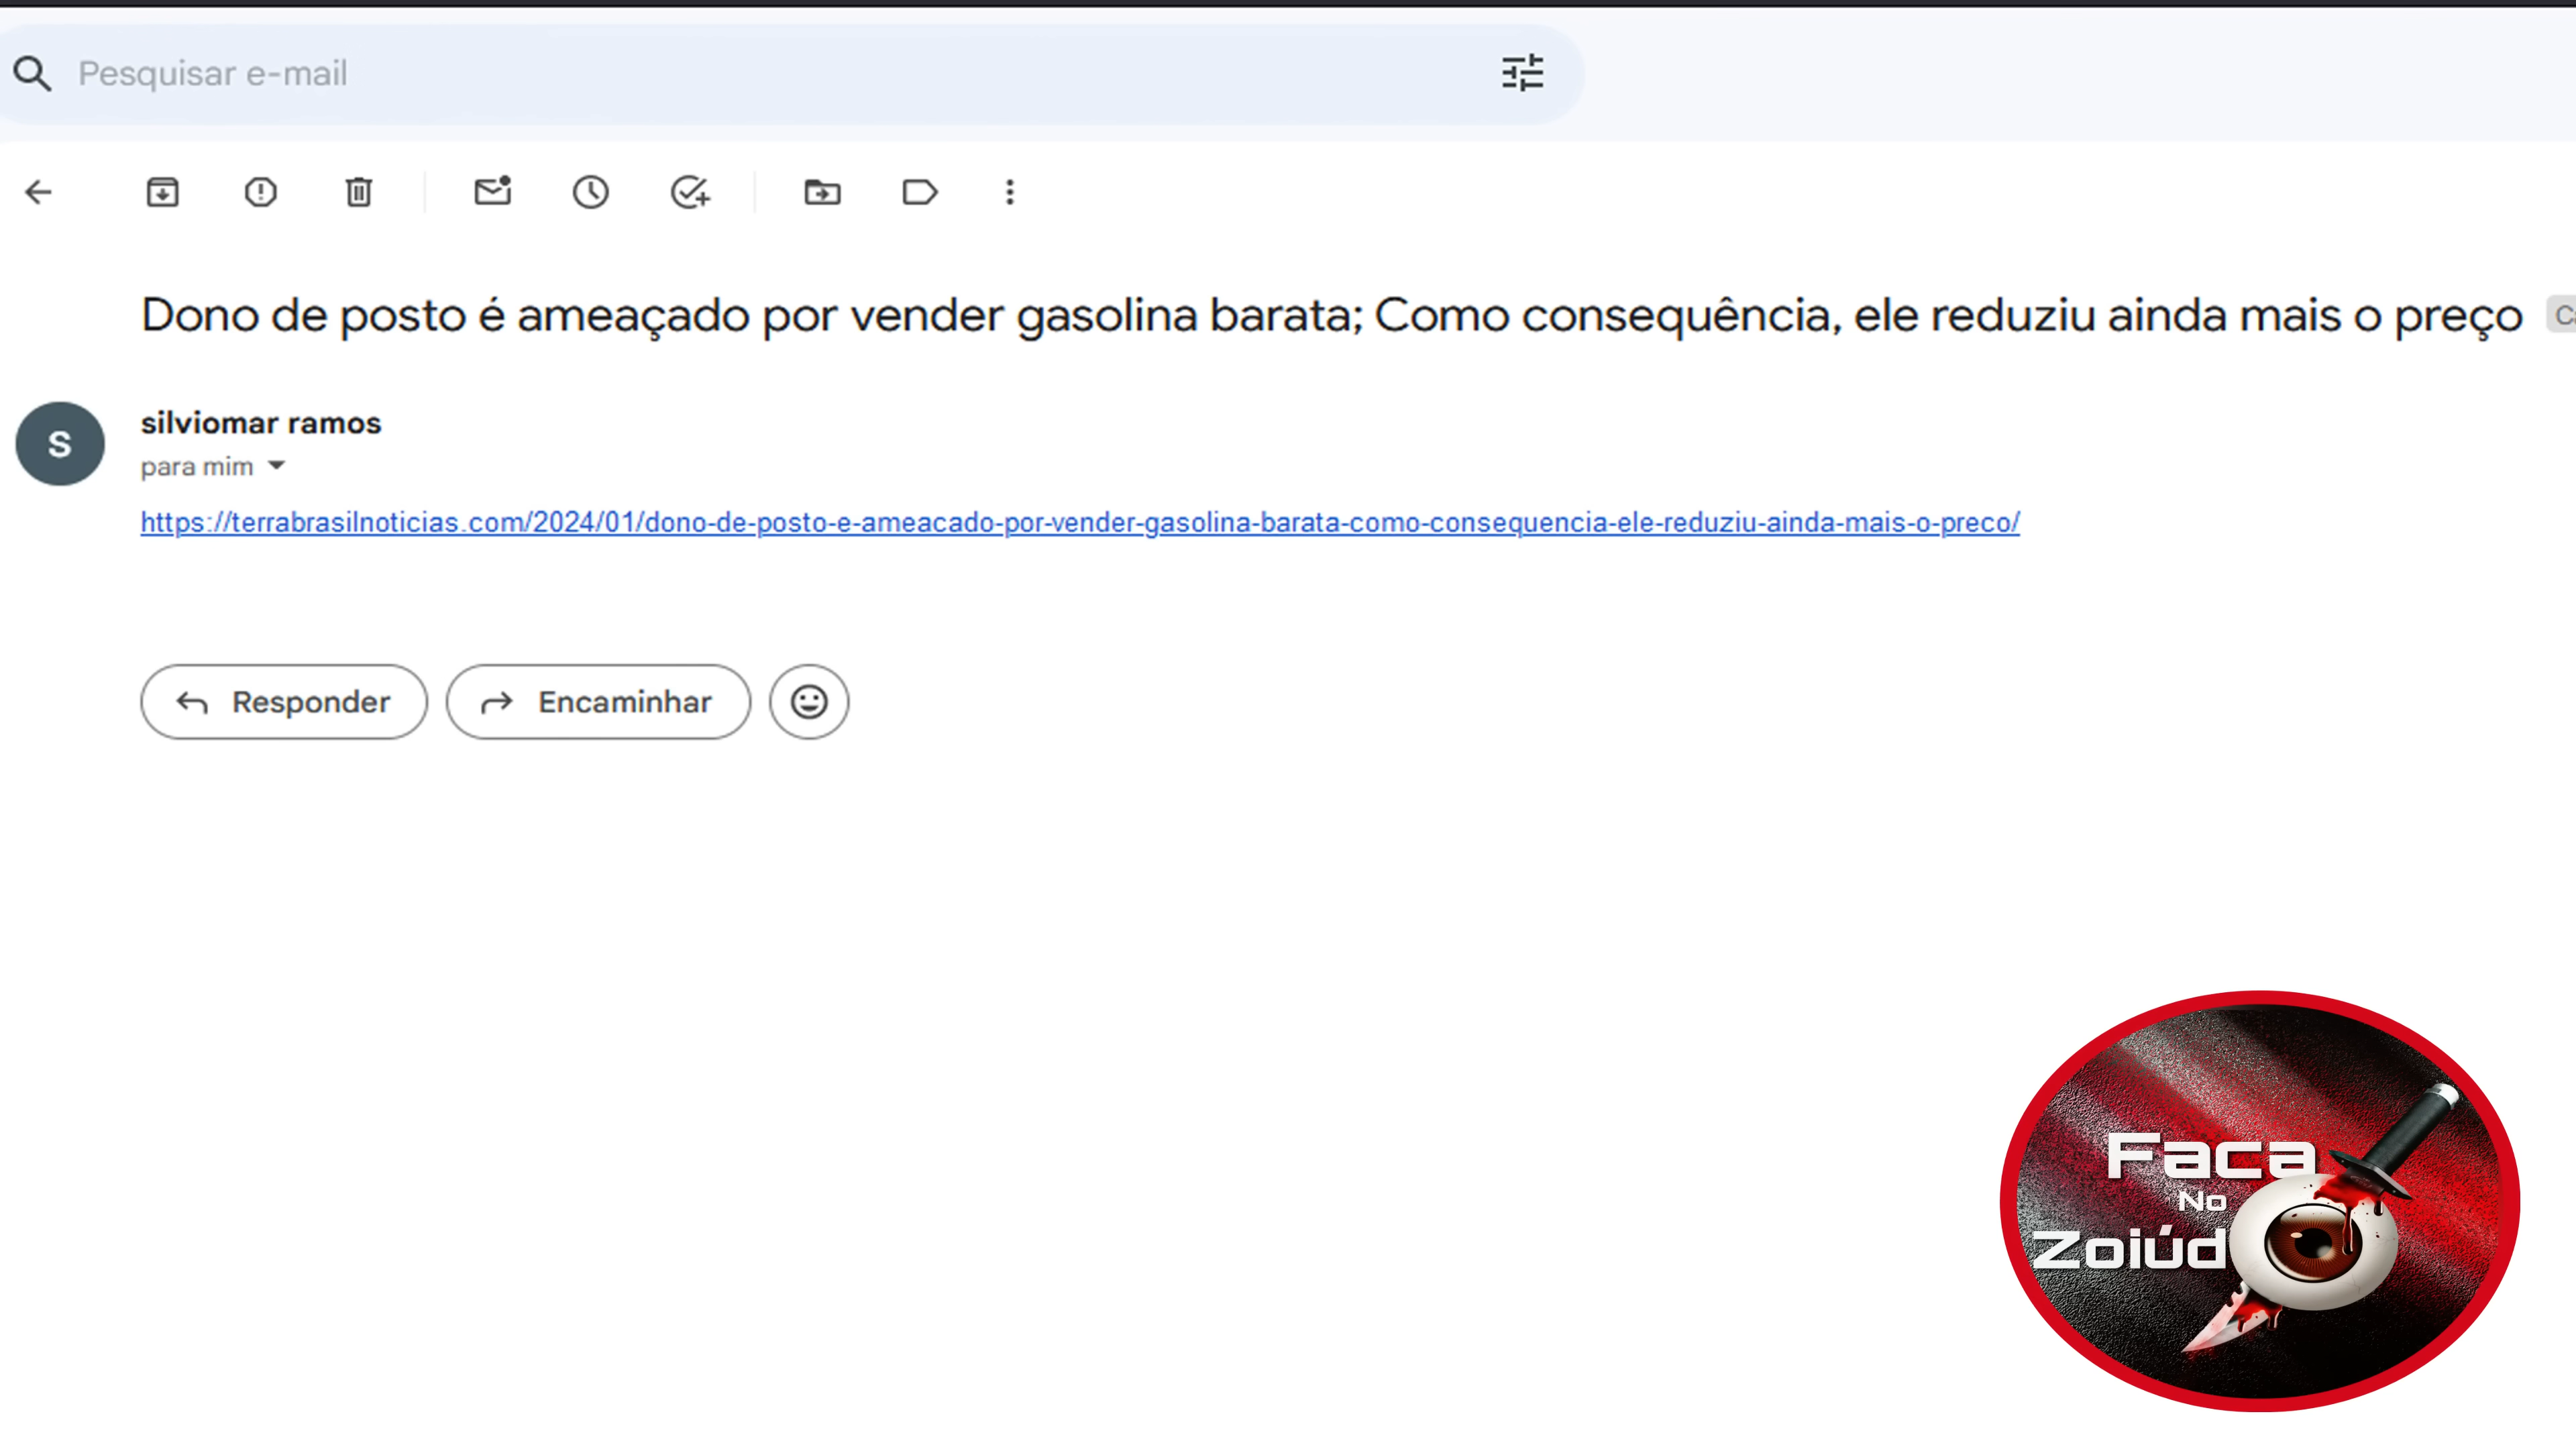 Pesquisar e-mail
Dono de posto é ameaçado por vender gasolina barata; Como consequência, ele reduziu ainda mais o preço
S
silviomar ramos
para mim
https://terrabrasilnoticias.com/2024/01/dono-de-posto-e-ameacado-por-vender-gasolina-barata-como-consequencia-ele-reduziu-ainda-mais-o-preco/
Responder
Encaminhar
Faca
No
Zoiúd